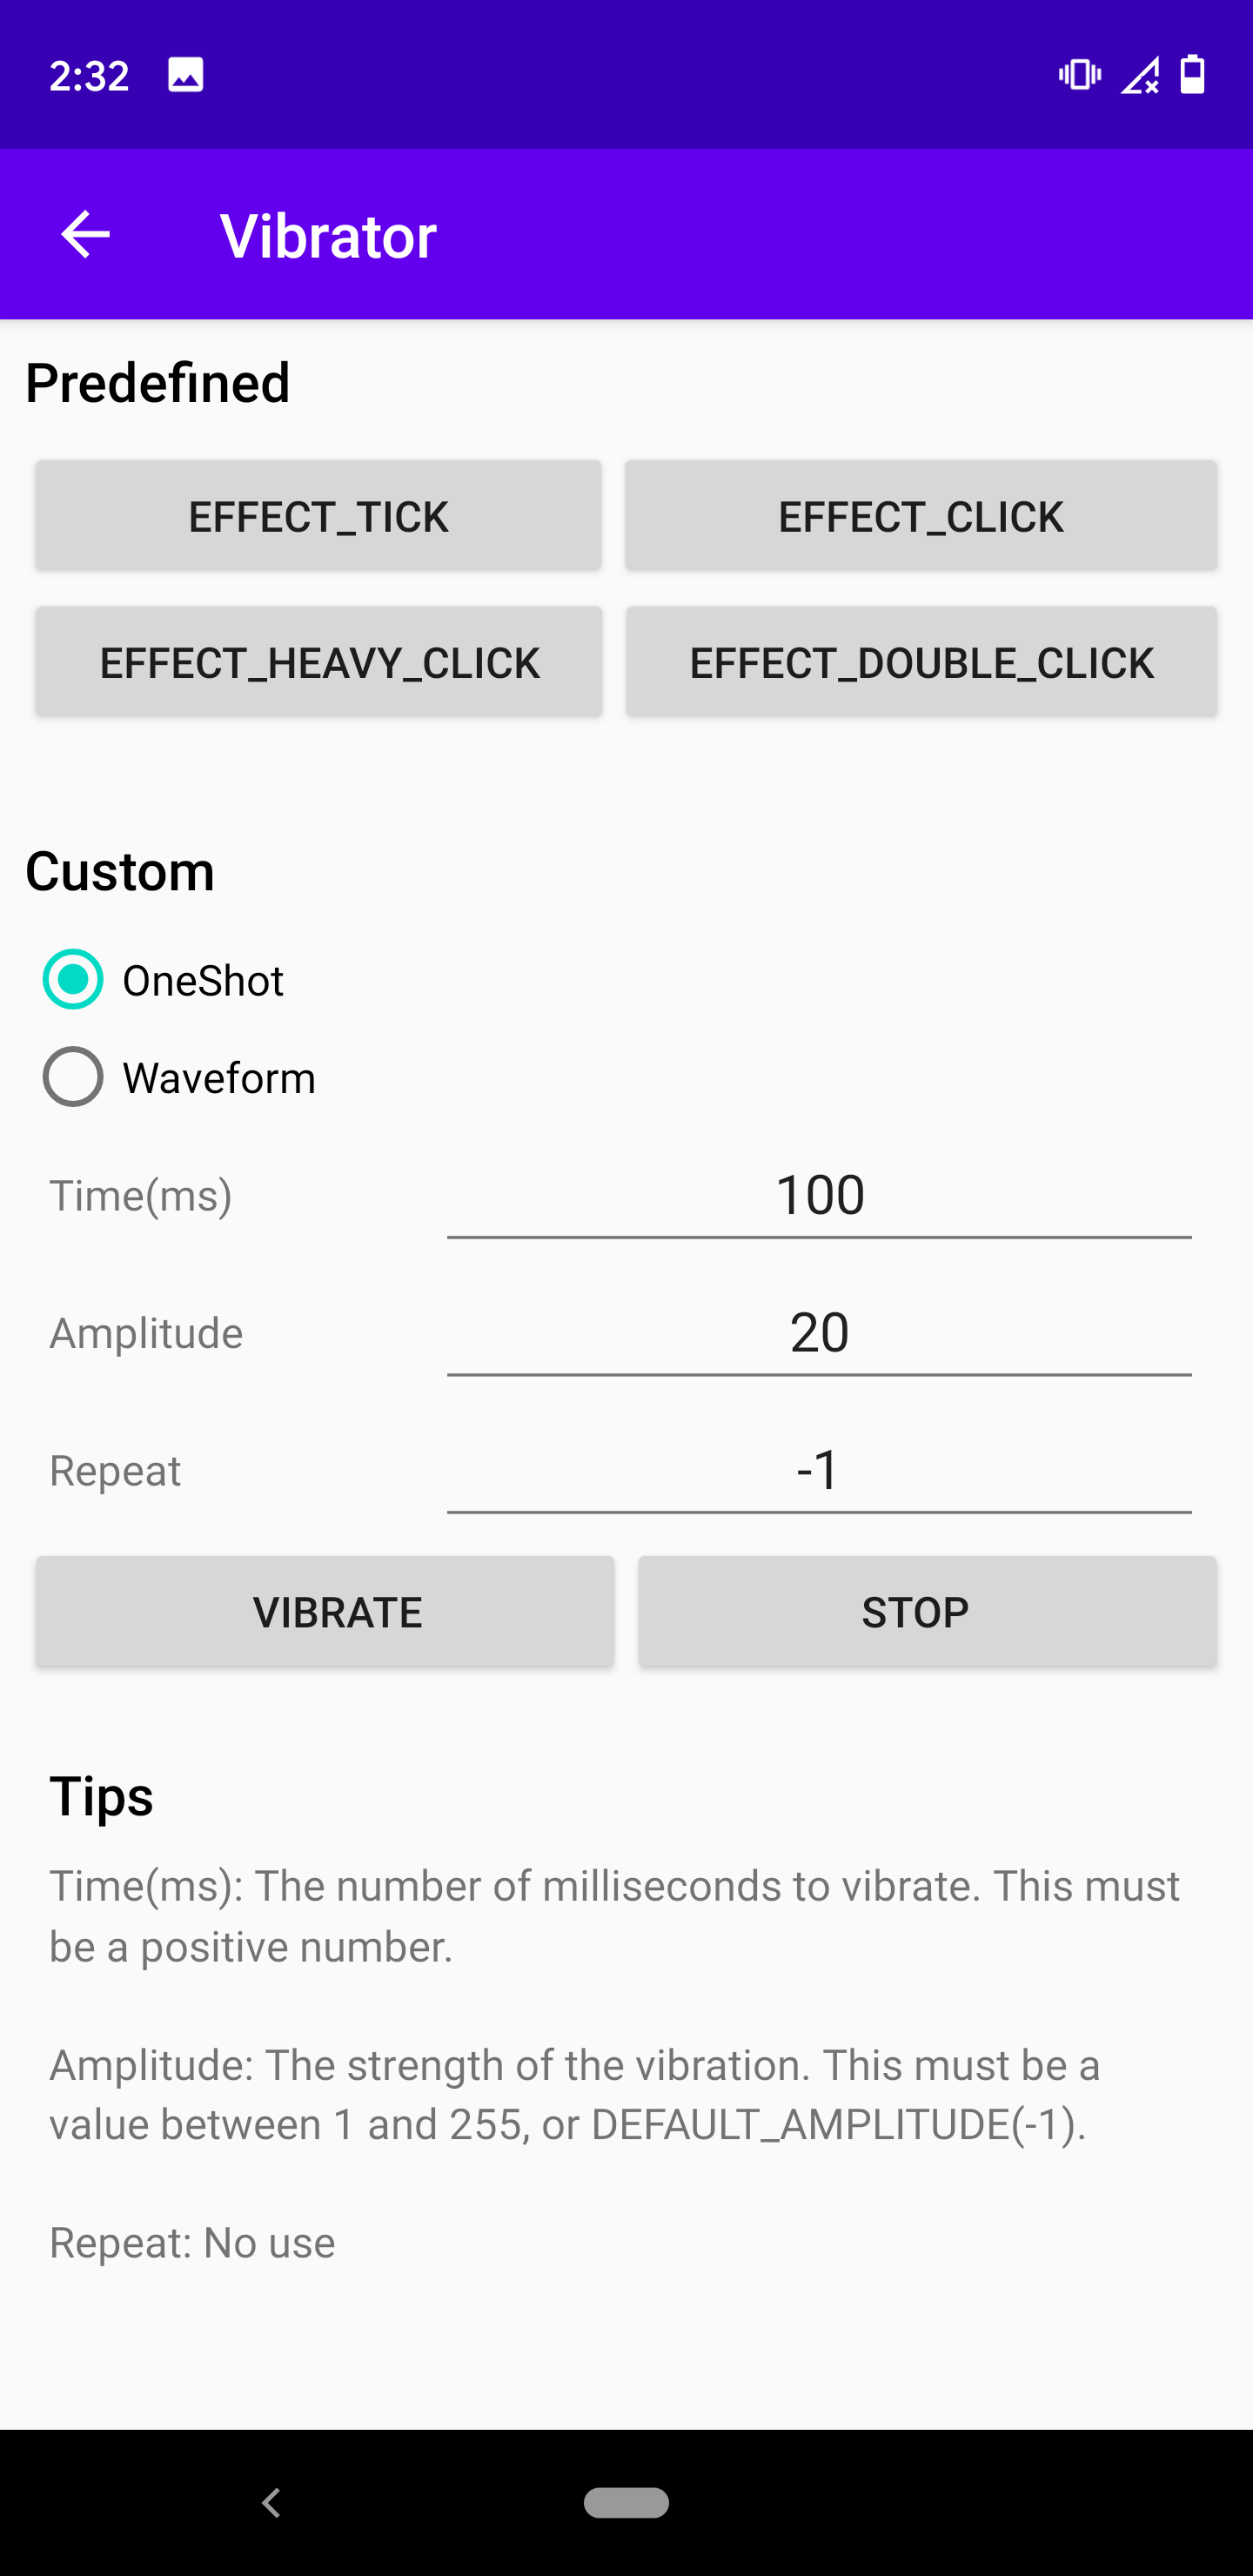 2:32
Vibrator
Predefined
EFFECT_TICK
EFFECT_CLICK
EFFECT_HEAVY_CLICK
EFFECT_DOUBLE_CLICK
Custom
OneShot
Waveform
Time(ms)
100
Amplitude
20
Repeat
-1
VIBRATE
STOP
Tips
Time(ms): The number of milliseconds to vibrate. This must
be a positive number.
Amplitude: The strength of the vibration. This must be a
value between 1 and 255, or DEFAULT_AMPLITUDE(-1).
Repeat: No use